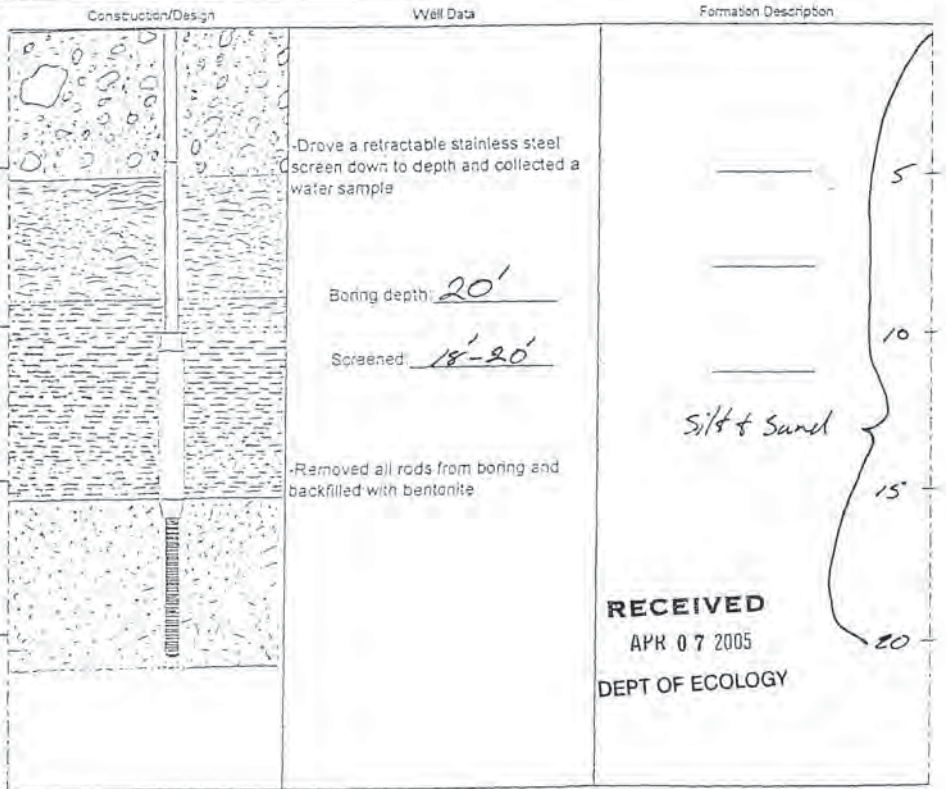 Construction/Design
Well Data
Formation Description
-Drove a retractable stainless steel
screen down to depth and collected a
water sample
Boring depth: 20'
Screened: 18'-20'
-Removed all rods from boring and
backfilled with bentonite
5
10
Silt & Sand
15
20
RECEIVED
APR 07 2005
DEPT OF ECOLOGY